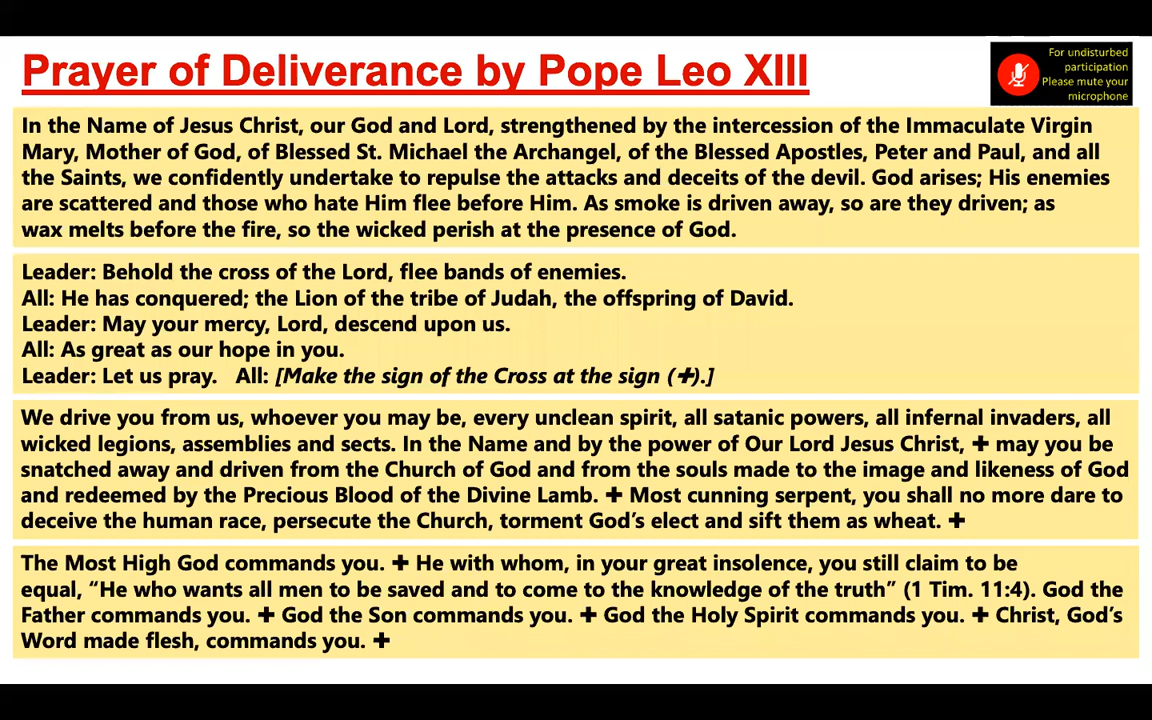 Prayer of Deliverance by Pope Leo XIII
For undisturbed
participation
Please mute your
microphone
In the Name of Jesus Christ, our God and Lord, strengthened by the intercession of the Immaculate Virgin
Mary, Mother of God, of Blessed St. Michael the Archangel, of the Blessed Apostles, Peter and Paul, and all
the Saints, we confidently undertake to repulse the attacks and deceits of the devil. God arises; His enemies
are scattered and those who hate Him flee before Him. As smoke is driven away, so are they driven; as
wax melts before the fire, so the wicked perish at the presence of God.
Leader: Behold the cross of the Lord, flee bands of enemies.
All: He has conquered; the Lion of the tribe of Judah, the offspring of David.
Leader: May your mercy, Lord, descend upon us.
All: As great as our hope in you.
Leader: Let us pray. All: [Make the sign of the Cross at the sign (✚).]
We drive you from us, whoever you may be, every unclean spirit, all satanic powers, all infernal invaders, all
wicked legions, assemblies and sects. In the Name and by the power of Our Lord Jesus Christ, ✚ may you be
snatched away and driven from the Church of God and from the souls made to the image and likeness of God
and redeemed by the Precious Blood of the Divine Lamb. ✚ Most cunning serpent, you shall no more dare to
deceive the human race, persecute the Church, torment God's elect and sift them as wheat. ✚
The Most High God commands you. ✚ He with whom, in your great insolence, you still claim to be
equal, “He who wants all men to be saved and to come to the knowledge of the truth” (1 Tim. 11:4). God the
Father commands you. ✚ God the Son commands you. ✚ God the Holy Spirit commands you. ✚ Christ, God's
Word made flesh, commands you. ✚